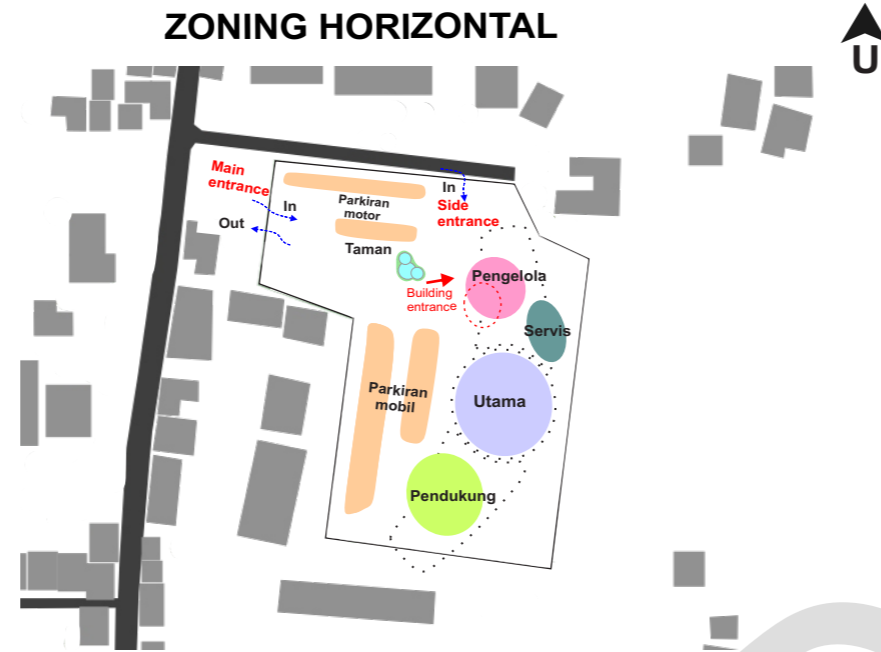 ZONING HORIZONTAL
U
Main
entrance
In
Out
Parkiran
motor
In
Side
entrance
Taman
Building
entrance
Pengelola
Servis
Parkiran
mobil
Utama
Pendukung